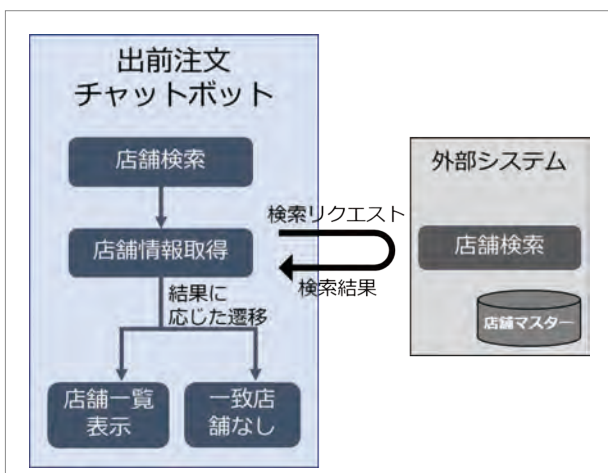 出前注文
チャットボット
店舗検索
店舗情報取得
結果に
応じた遷移
店舗一覧
表示
一致店
舗なし
検索リクエスト
検索結果
外部システム
店舗検索
店舗マスター